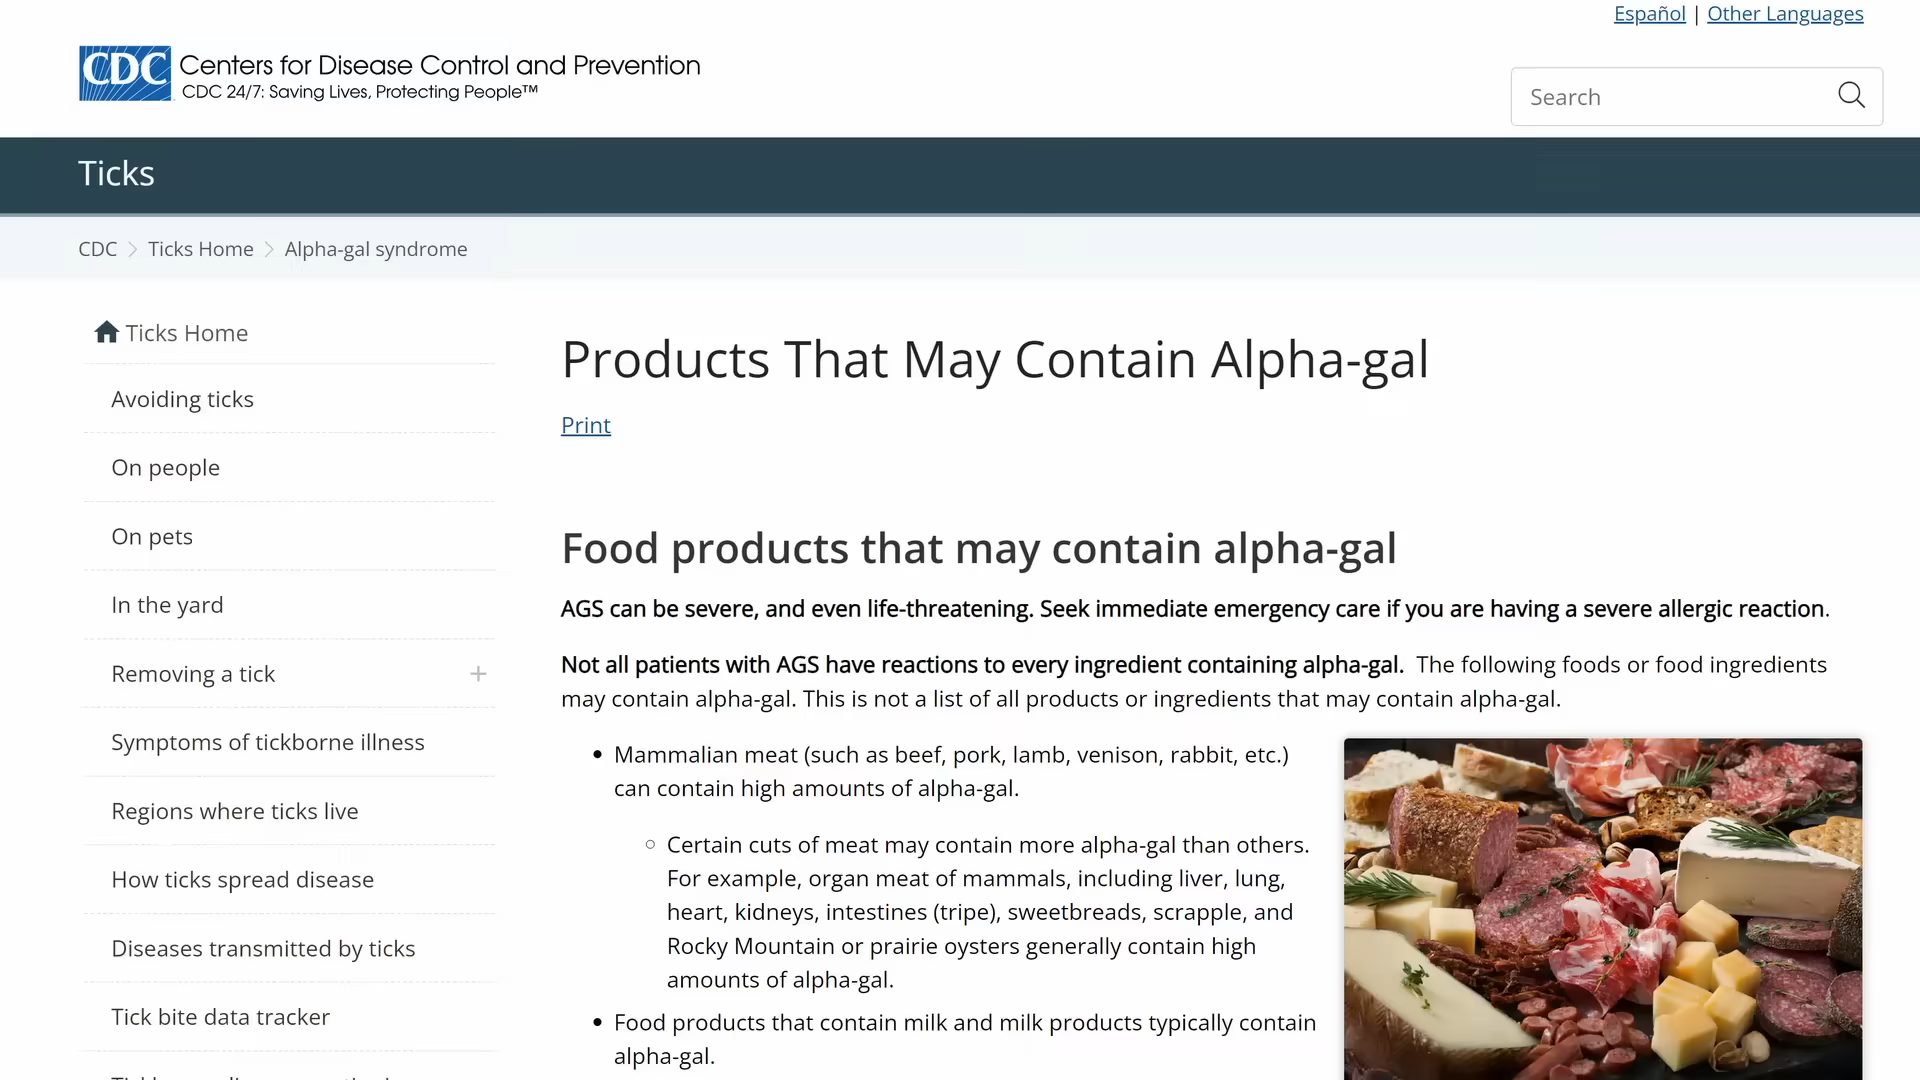 Español | Other Languages
CDC Centers for Disease Control and Prevention
CDC 24/7: Saving Lives, Protecting People™
Search
Ticks
CDC > Ticks Home > Alpha-gal syndrome
Ticks Home
Avoiding ticks
On people
On pets
In the yard
Removing a tick +
Symptoms of tickborne illness
Regions where ticks live
How ticks spread disease
Diseases transmitted by ticks
Tick bite data tracker
Products That May Contain Alpha-gal
Print
Food products that may contain alpha-gal
AGS can be severe, and even life-threatening. Seek immediate emergency care if you are having a severe allergic reaction.
Not all patients with AGS have reactions to every ingredient containing alpha-gal. The following foods or food ingredients
may contain alpha-gal. This is not a list of all products or ingredients that may contain alpha-gal.
• Mammalian meat (such as beef, pork, lamb, venison, rabbit, etc.)
can contain high amounts of alpha-gal.
○ Certain cuts of meat may contain more alpha-gal than others.
For example, organ meat of mammals, including liver, lung,
heart, kidneys, intestines (tripe), sweetbreads, scrapple, and
Rocky Mountain or prairie oysters generally contain high
amounts of alpha-gal.
• Food products that contain milk and milk products typically contain
alpha-gal.